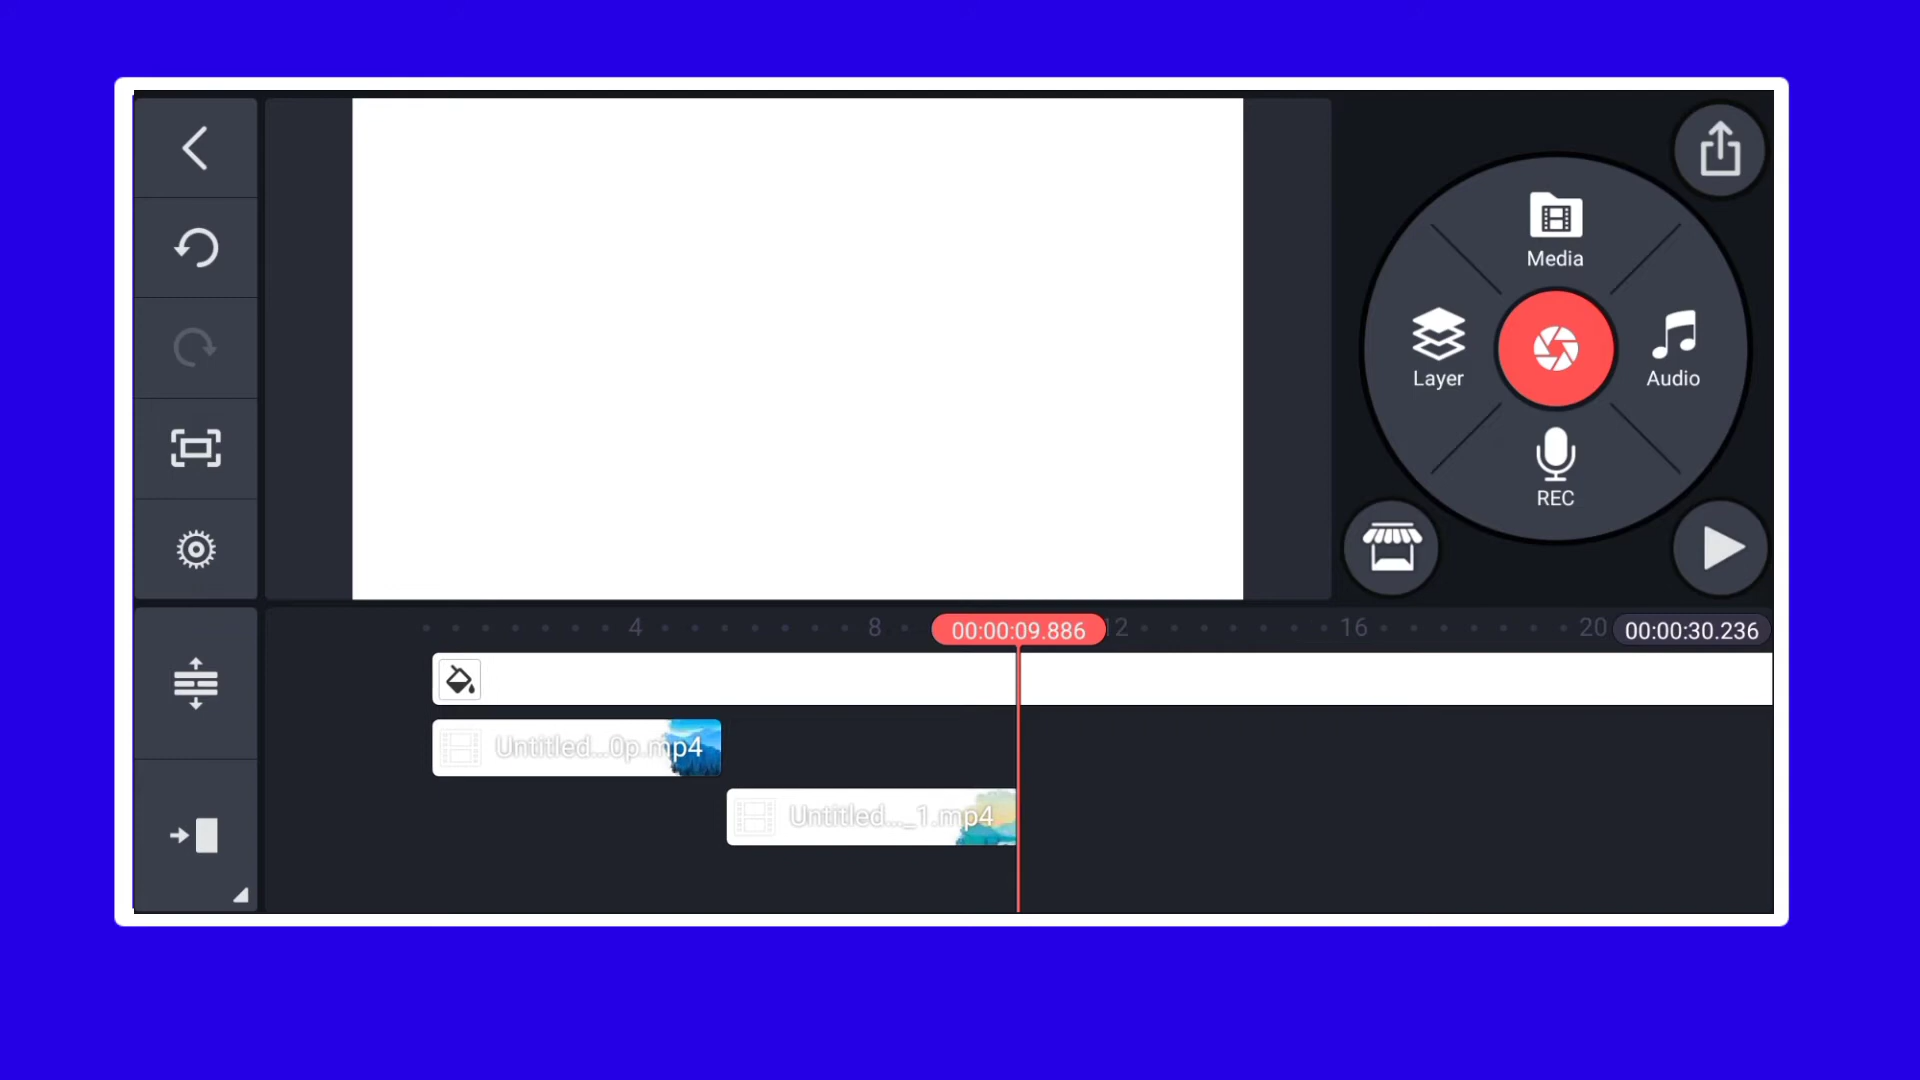 Media
Layer
Audio
REC
4
8
00:00:09.886
12
16
20
00:00:30.236
Untitled...0p.mp4
Untitled..._1.mp4